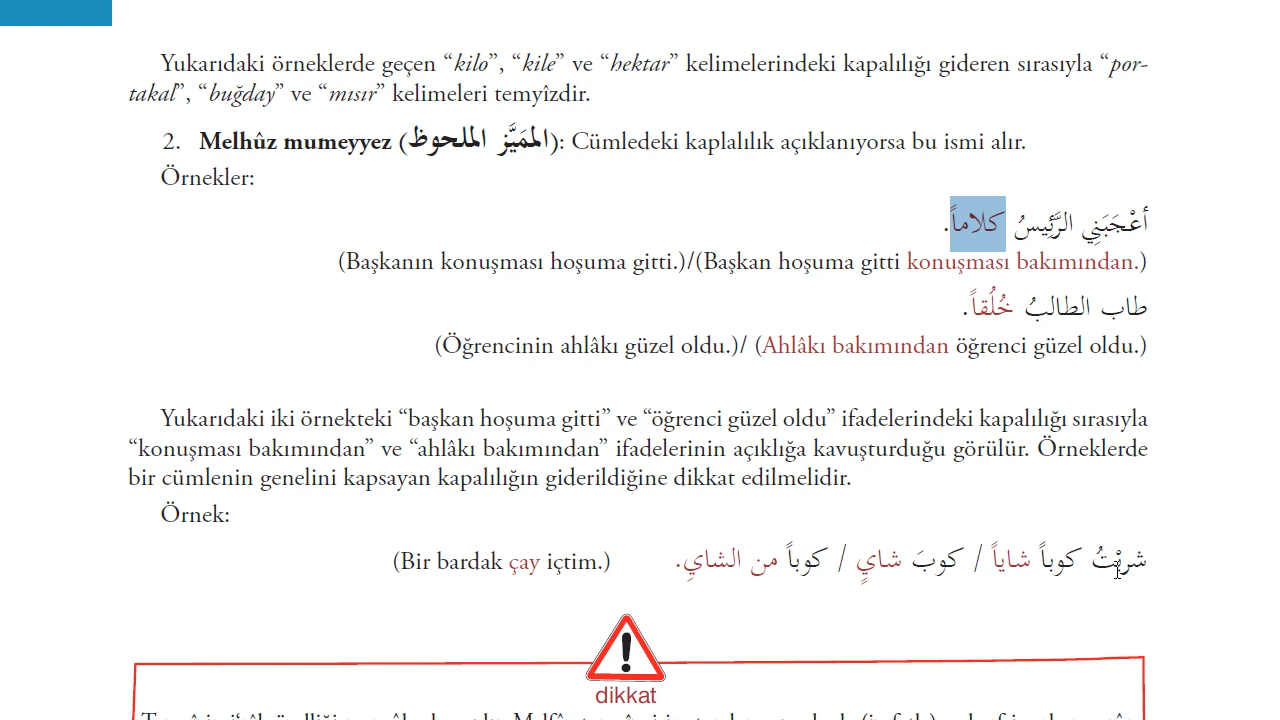 Yukarıdaki örneklerde geçen “kilo”, “kile” ve “hektar” kelimelerindeki kapalılığı gideren sırasıyla “por-
takal”, “buğday” ve “mısır” kelimeleri temyîzdir.
2. Melhûz mumeyyez (المَميَّز الملحوظ): Cümledeki kaplalılık açıklanıyorsa bu ismi alır.
Örnekler:
أعْجَبَنِي الرَّئِيسُ كلاماً.
(Başkanın konuşması hoşuma gitti.)/(Başkan hoşuma gitti konuşması bakımından.)
طاب الطالبُ خُلُقاً.
(Öğrencinin ahlâkı güzel oldu.)/ (Ahlâkı bakımından öğrenci güzel oldu.)
Yukarıdaki iki örnekteki “başkan hoşuma gitti” ve “öğrenci güzel oldu” ifadelerindeki kapalılığı sırasıyla
“konuşması bakımından” ve “ahlâkı bakımından” ifadelerinin açıklığa kavuşturduğu görülür. Örneklerde
bir cümlenin genelini kapsayan kapalılığın giderildiğine dikkat edilmelidir.
Örnek:
شربْتُ كوباً شاياً / كوبَ شايٍ / كوباً من الشايِ. (Bir bardak çay içtim.)
dikkat